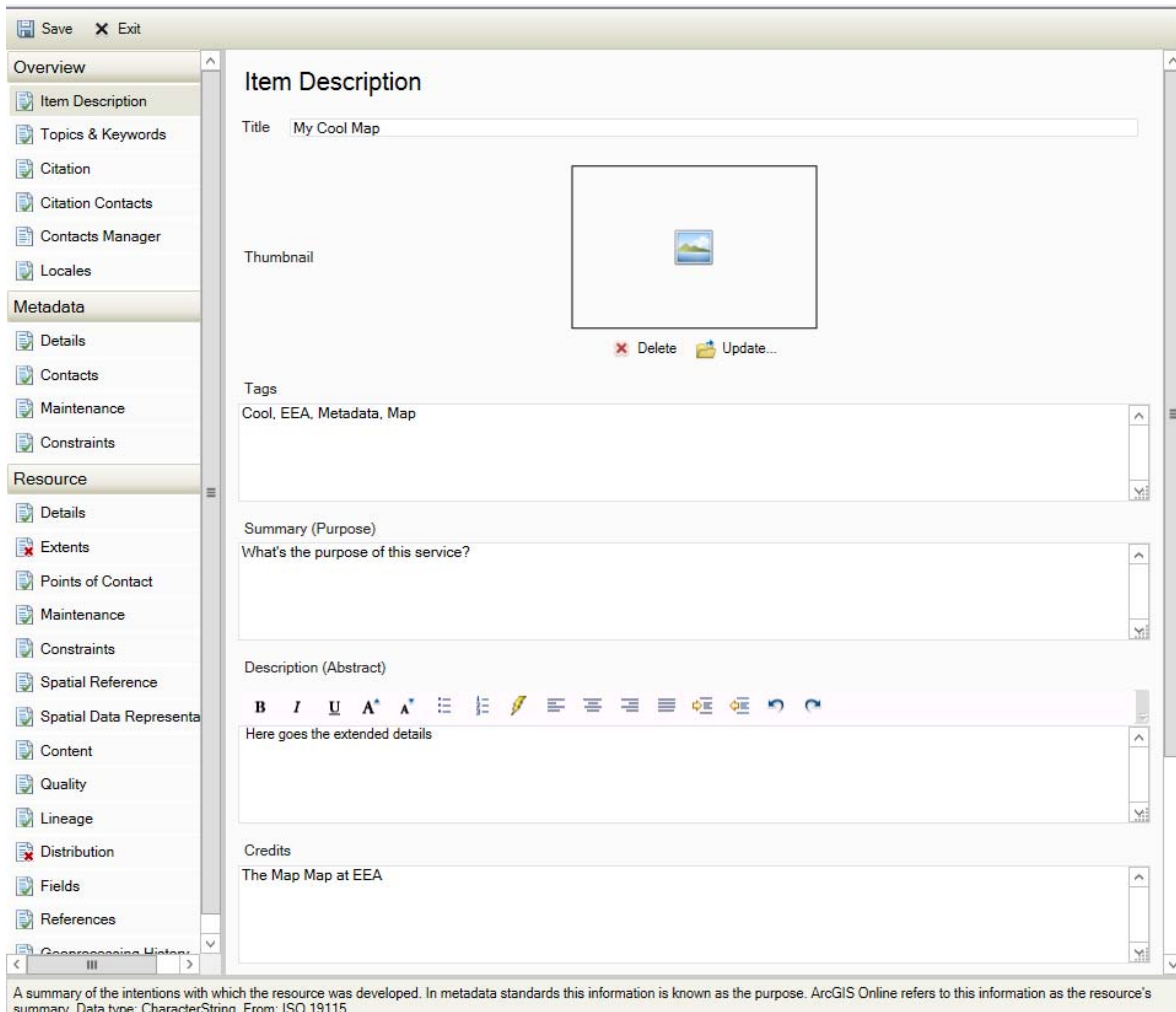 Save Exit
Overview
Item Description
Topics & Keywords
Citation
Citation Contacts
Contacts Manager
Locales
Metadata
Details
Contacts
Maintenance
Constraints
Resource
Details
Extents
Points of Contact
Maintenance
Constraints
Spatial Reference
Spatial Data Representa
Content
Quality
Lineage
Distribution
Fields
References
Geoprocessing History
Item Description
Title My Cool Map
Thumbnail
Delete Update...
Tags
Cool, EEA, Metadata, Map
Summary (Purpose)
What's the purpose of this service?
Description (Abstract)
B I U A A
Here goes the extended details
Credits
The Map Map at EEA
A summary of the intentions with which the resource was developed. In metadata standards this information is known as the purpose. ArcGIS Online refers to this information as the resource's
summary. Data type: CharacterString. From: ISO 19115.